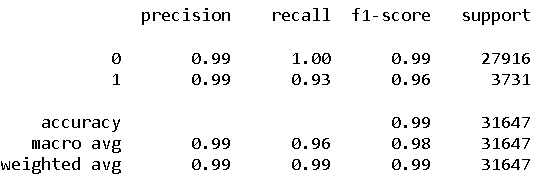 precision recall f1-score support
0 0.99 1.00 0.99 27916
1 0.99 0.93 0.96 3731
accuracy 0.99 31647
macro avg 0.99 0.96 0.98 31647
weighted avg 0.99 0.99 0.99 31647